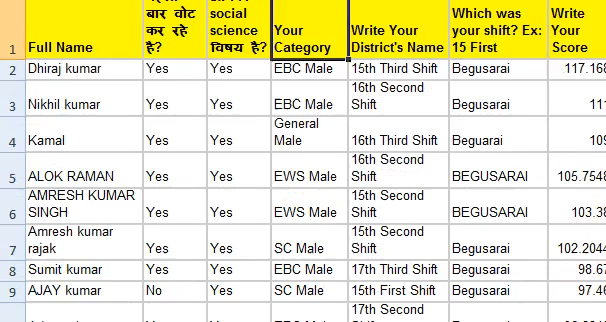 1 Full Name बार वोट कर रहे है? social science विषय है? Your Category Write Your District's Name Which was your shift? Ex: 15 First Write Your Score
2 Dhiraj kumar Yes Yes EBC Male 15th Third Shift Begusarai 117.168
3 Nikhil kumar Yes Yes EBC Male 16th Second Shift Begusarai 111
4 Kamal Yes Yes General Male 16th Third Shift Beguarai 109
5 ALOK RAMAN Yes Yes EWS Male 16th Second Shift BEGUSARAI 105.7548
6 AMRESH KUMAR SINGH Yes Yes EWS Male 15th Second Shift BEGUSARAI 103.38
7 Amresh kumar rajak Yes Yes SC Male 15th Second Shift Begusarai 102.2044
8 Sumit kumar Yes Yes EBC Male 17th Third Shift Begusarai 98.67
9 AJAY kumar No Yes SC Male 15th First Shift Begusarai 97.46
17th Second